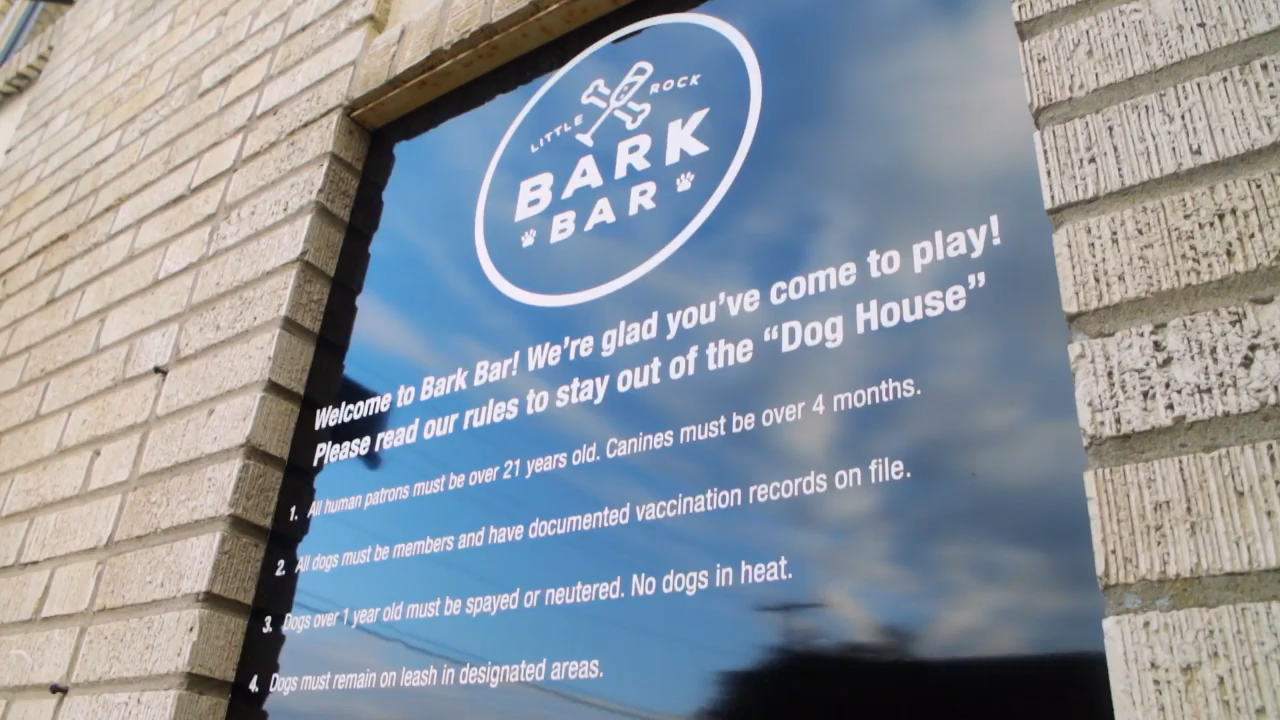 LITTLE ROCK
BARK
BAR
Welcome to Bark Bar! We're glad you've come to play!
Please read our rules to stay out of the “Dog House”
1. All human patrons must be over 21 years old. Canines must be over 4 months.
2. All dogs must be members and have documented vaccination records on file.
3. Dogs over 1 year old must be spayed or neutered. No dogs in heat.
4. Dogs must remain on leash in designated areas.